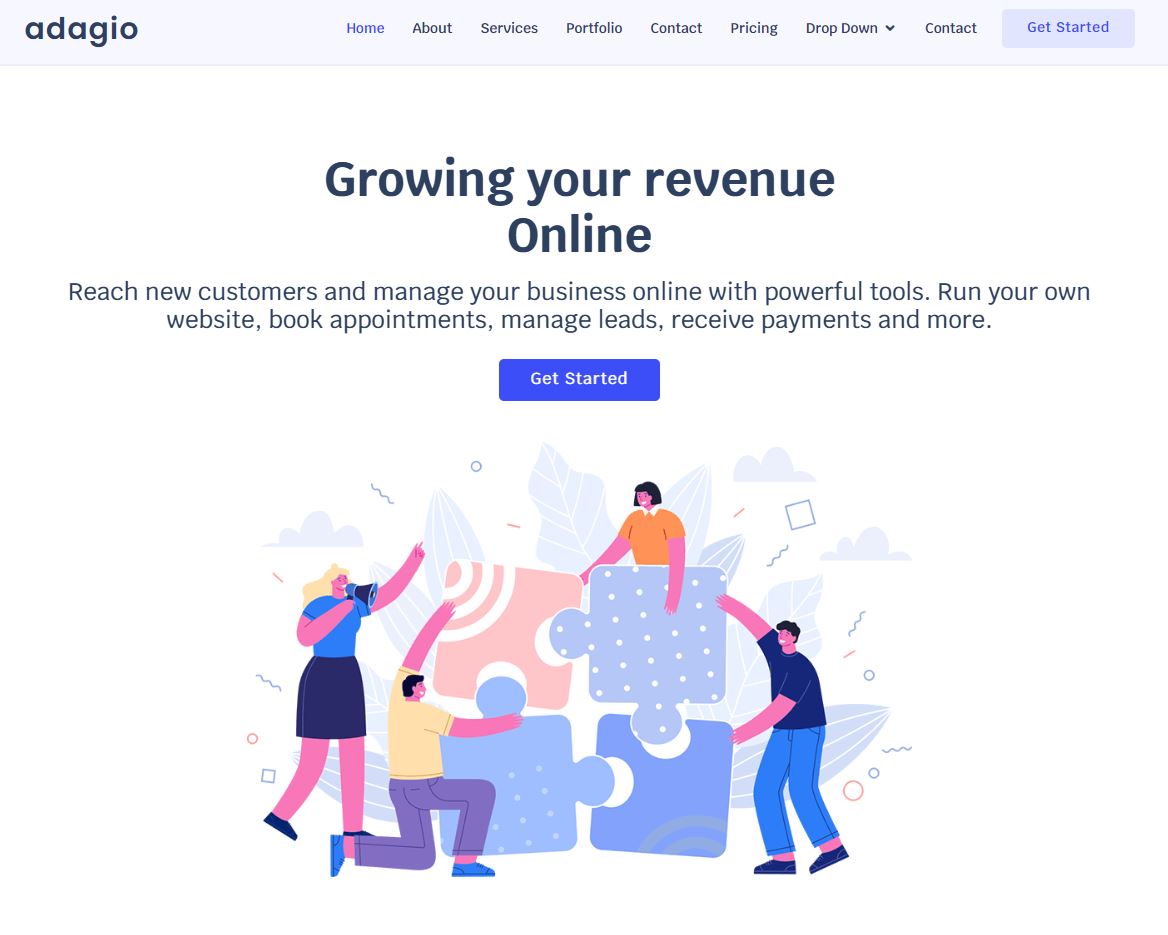 adagio
Home About Services Portfolio Contact Pricing Drop Down Contact Get Started
Growing your revenue
Online
Reach new customers and manage your business online with powerful tools. Run your own
website, book appointments, manage leads, receive payments and more.
Get Started